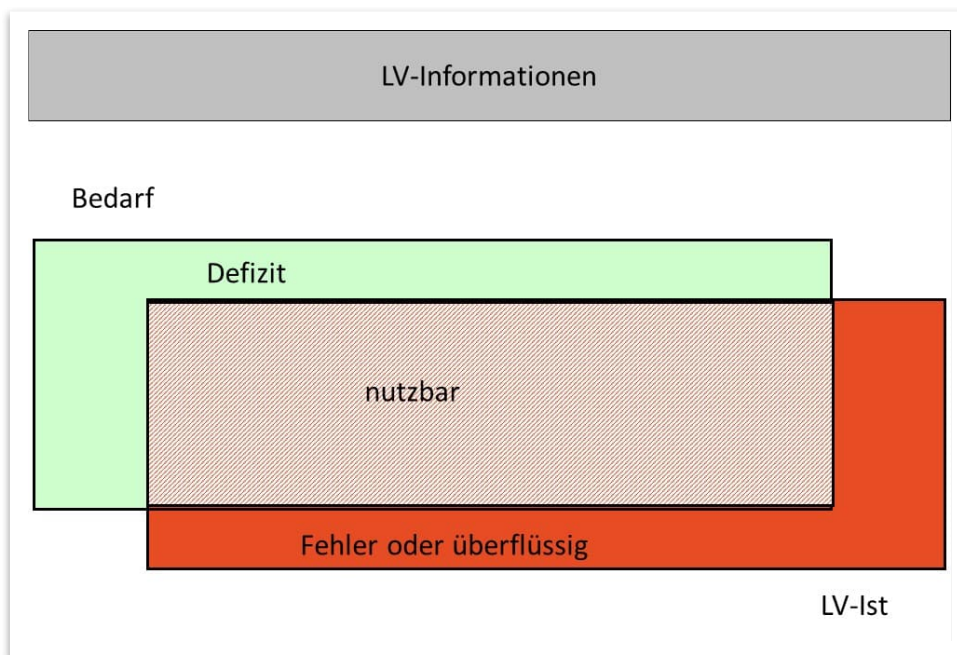 LV-Informationen
Bedarf
Defizit
nutzbar
Fehler oder überflüssig
LV-Ist